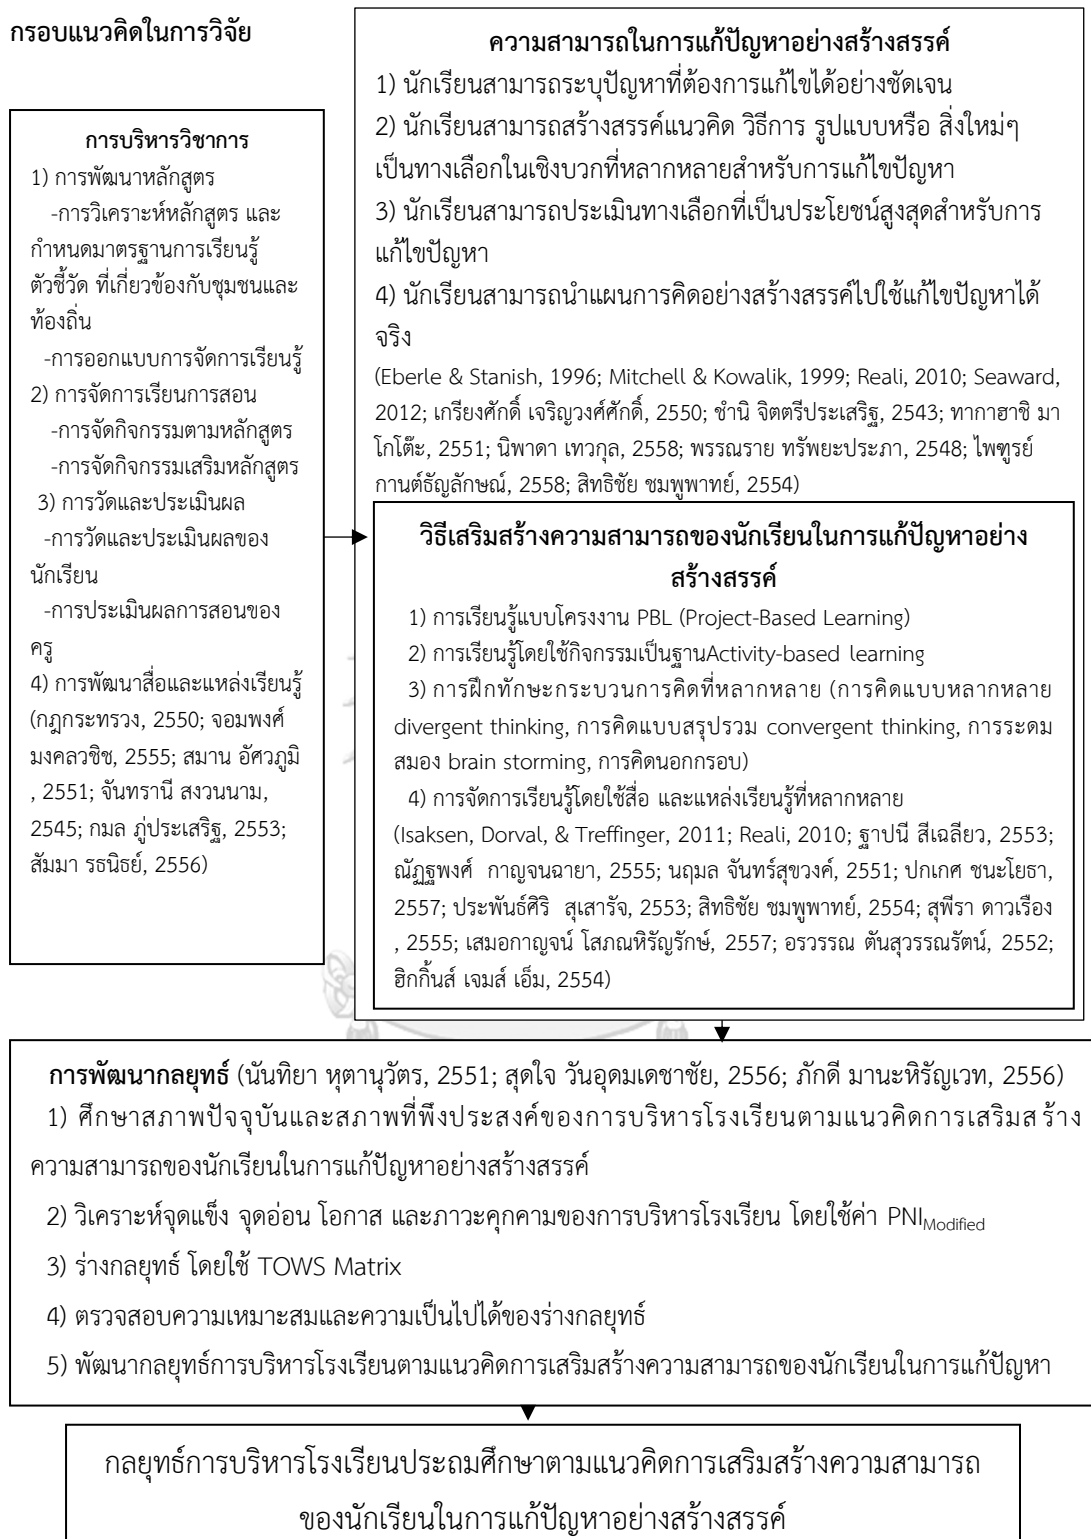 กรอบแนวคิดในการวิจัย
การบริหารวิชาการ
1) การพัฒนาหลักสูตร
-การวิเคราะห์หลักสูตร และ
กำหนดมาตรฐานการเรียนรู้
ตัวชี้วัด ที่เกี่ยวข้องกับชุมชนและ
ท้องถิ่น
-การออกแบบการจัดการเรียนรู้
2) การจัดการเรียนการสอน
-การจัดกิจกรรมตามหลักสูตร
-การจัดกิจกรรมเสริมหลักสูตร
3) การวัดและประเมินผล
-การวัดและประเมินผลของ
นักเรียน
-การประเมินผลการสอนของ
ครู
4) การพัฒนาสื่อและแหล่งเรียนรู้
(กฎกระทรวง, 2550; จอมพงศ์
มงคลวชิช, 2555; สมาน อัศวภูมิ
, 2551; จันทรานี สงวนนาม,
2545; กมล ภู่ประเสริฐ, 2553;
สัมมา รธนิธย์, 2556)
ความสามารถในการแก้ปัญหาอย่างสร้างสรรค์
1) นักเรียนสามารถระบุปัญหาที่ต้องการแก้ไขได้อย่างชัดเจน
2) นักเรียนสามารถสร้างสรรค์แนวคิด วิธีการ รูปแบบหรือ สิ่งใหม่ๆ
เป็นทางเลือกในเชิงบวกที่หลากหลายสำหรับการแก้ไขปัญหา
3) นักเรียนสามารถประเมินทางเลือกที่เป็นประโยชน์สูงสุดสำหรับการ
แก้ไขปัญหา
4) นักเรียนสามารถนำแผนการคิดอย่างสร้างสรรค์ไปใช้แก้ไขปัญหาได้
จริง
(Eberle & Stanish, 1996; Mitchell & Kowalik, 1999; Reali, 2010; Seaward,
2012; เกรียงศักดิ์ เจริญวงศ์ศักดิ์, 2550; ชำนิ จิตตรีประเสริฐ, 2543; ทากาฮาชิ มา
โกโต๊ะ, 2551; นิพาดา เทวกุล, 2558; พรรณราย ทรัพยะประภา, 2548; ไพฑูรย์
กานต์ธัญลักษณ์, 2558; สิทธิชัย ชมพูพาทย์, 2554)
วิธีเสริมสร้างความสามารถของนักเรียนในการแก้ปัญหาอย่าง
สร้างสรรค์
1) การเรียนรู้แบบโครงงาน PBL (Project-Based Learning)
2) การเรียนรู้โดยใช้กิจกรรมเป็นฐานActivity-based learning
3) การฝึกทักษะกระบวนการคิดที่หลากหลาย (การคิดแบบหลากหลาย
divergent thinking, การคิดแบบสรุปรวม convergent thinking, การระดม
สมอง brain storming, การคิดนอกกรอบ)
4) การจัดการเรียนรู้โดยใช้สื่อ และแหล่งเรียนรู้ที่หลากหลาย
(Isaksen, Dorval, & Treffinger, 2011; Reali, 2010; ฐาปนี สีเฉลียว, 2553;
ณัฏฐพงศ์ กาญจนฉายา, 2555; นฤมล จันทร์สุขวงค์, 2551; ปกเกศ ชนะโยธา,
2557; ประพันธ์ศิริ สุเสารัจ, 2553; สิทธิชัย ชมพูพาทย์, 2554; สุพีรา ดาวเรือง
, 2555; เสมอกาญจน์ โสภณหิรัญรักษ์, 2557; อรวรรณ ตันสุวรรณรัตน์, 2552;
ฮิกกิ้นส์ เจมส์ เอ็ม, 2554)
การพัฒนากลยุทธ์ (นันทิยา หุตานุวัตร, 2551; สุดใจ วันอุดมเดชาชัย, 2556; ภักดี มานะหิรัญเวท, 2556)
1) ศึกษาสภาพปัจจุบันและสภาพที่พึงประสงค์ของการบริหารโรงเรียนตามแนวคิดการเสริมสร้าง
ความสามารถของนักเรียนในการแก้ปัญหาอย่างสร้างสรรค์
2) วิเคราะห์จุดแข็ง จุดอ่อน โอกาส และภาวะคุกคามของการบริหารโรงเรียน โดยใช้ค่า PNIModified
3) ร่างกลยุทธ์ โดยใช้ TOWS Matrix
4) ตรวจสอบความเหมาะสมและความเป็นไปได้ของร่างกลยุทธ์
5) พัฒนากลยุทธ์การบริหารโรงเรียนตามแนวคิดการเสริมสร้างความสามารถของนักเรียนในการแก้ปัญหา
กลยุทธ์การบริหารโรงเรียนประถมศึกษาตามแนวคิดการเสริมสร้างความสามารถ
ของนักเรียนในการแก้ปัญหาอย่างสร้างสรรค์